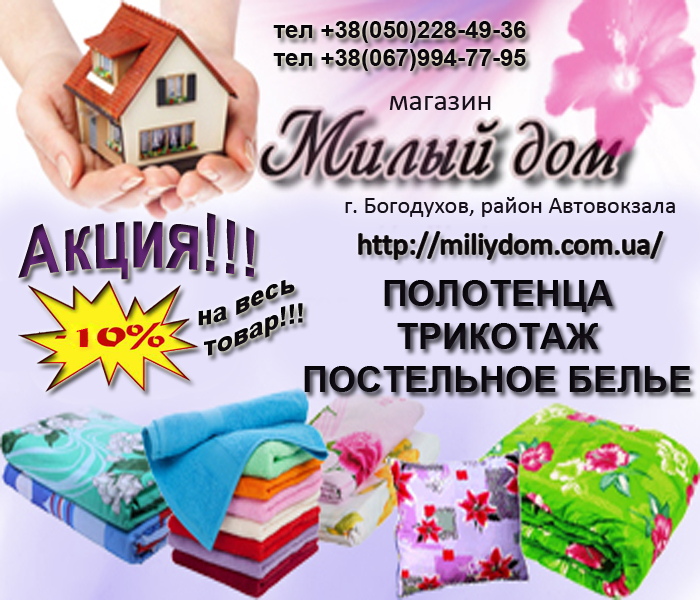 тел +38(050)228-49-36
тел +38(067)994-77-95
магазин
Милый дом
г. Богодухов, район Автовокзала
http://miliydom.com.ua/
Акция!!!
-10%
на весь
товар!!!
ПОЛОТЕНЦА
ТРИКОТАЖ
ПОСТЕЛЬНОЕ БЕЛЬЕ